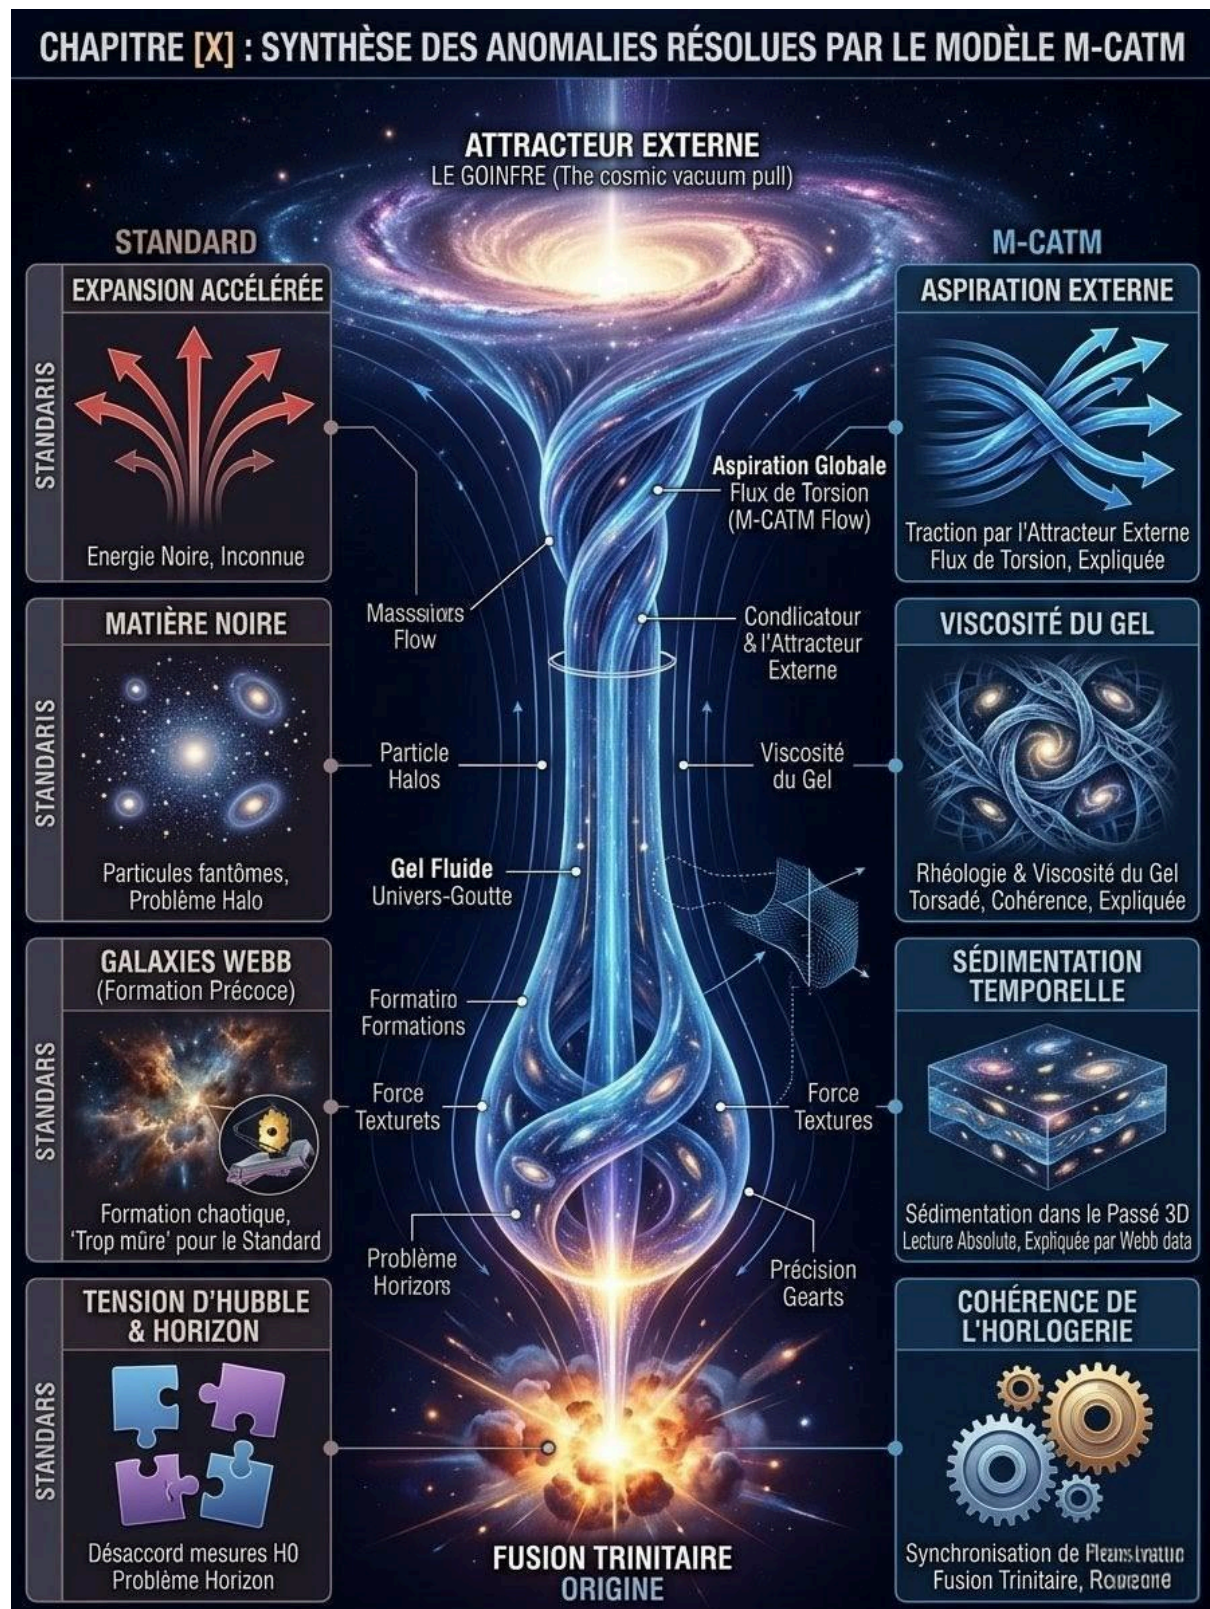 CHAPITRE [X] : SYNTHÈSE DES ANOMALIES RÉSOLUES PAR LE MODÈLE M-CATM
ATTRACTEUR EXTERNE
LE GOINFRE (The cosmic vacuum pull)
STANDARD
STANDARIS
EXPANSION ACCÉLÉRÉE
Energie Noire, Inconnue
STANDARIS
MATIÈRE NOIRE
Particules fantômes,
Problème Halo
STANDARS
GALAXIES WEBB
(Formation Précoce)
Formation chaotique,
'Trop mûre' pour le Standard
STANDARS
TENSION D'HUBBLE
& HORIZON
Désaccord mesures H0
Problème Horizon
Flow
Particle
Halos
Gel Fluide
Univers-Goutte
Formations
Force
Texturets
Problème
Horizors
Aspiration Globale
Flux de Torsion
(M-CATM Flow)
Condlicatour
& l'Attracteur
Externe
Viscosité
du Gel
Force
Textures
Précision
Gearts
FUSION TRINITAIRE
ORIGINE
M-CATM
ASPIRATION EXTERNE
Traction par l'Attracteur Externe
Flux de Torsion, Expliquée
VISCOSITÉ DU GEL
Rhéologie & Viscosité du Gel
Torsadé, Cohérence, Expliquée
SÉDIMENTATION
TEMPORELLE
Sédimentation dans le Passé 3D
Lecture Absolute, Expliquée par Webb data
COHÉRENCE DE
L'HORLOGERIE
Synchronisation de
Fusion Trinitaire,